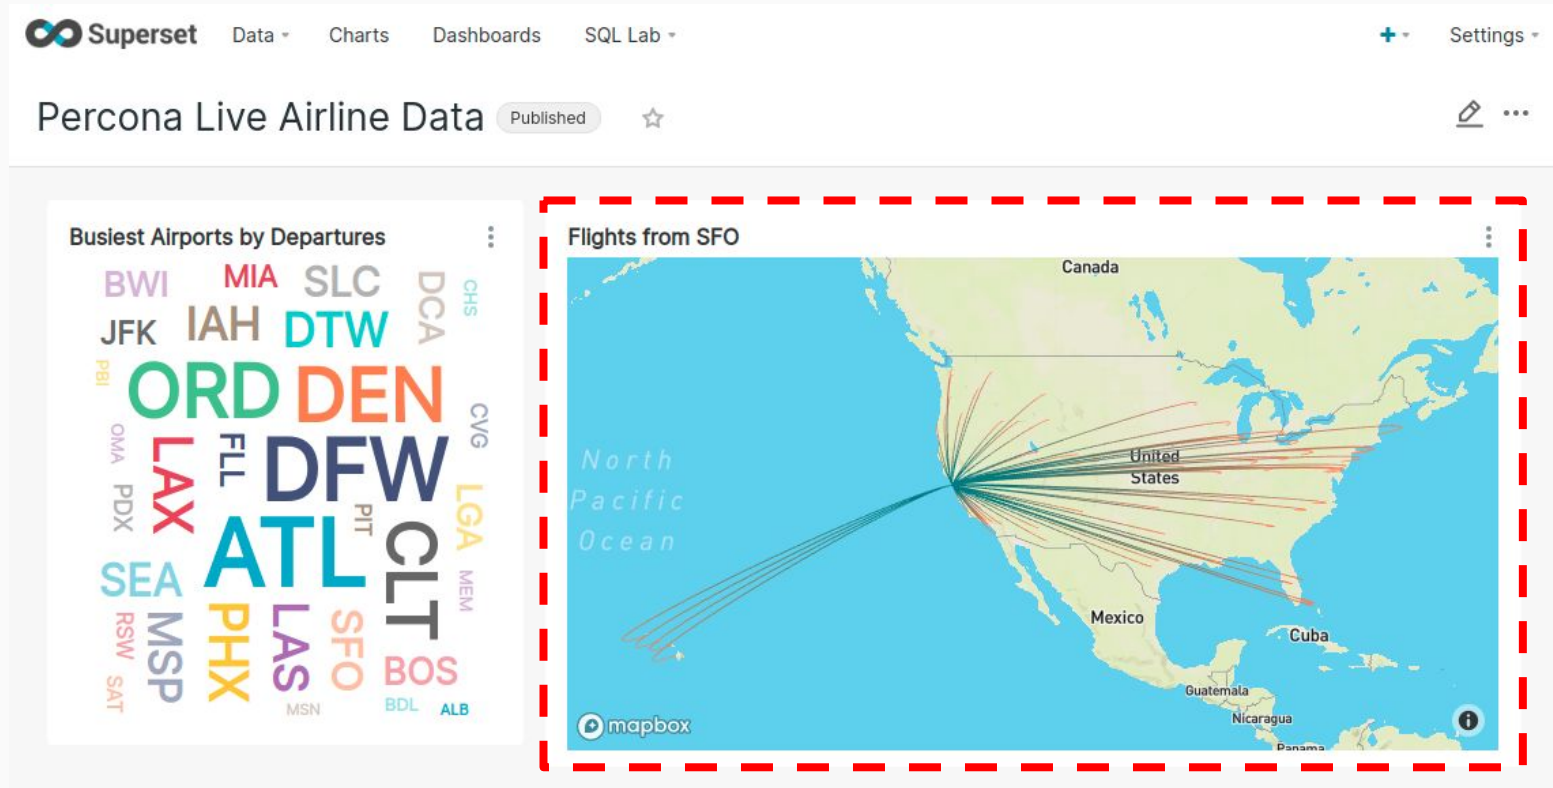 Superset Data Charts Dashboards SQL Lab + Settings
Percona Live Airline Data Published
Busiest Airports by Departures
BWI MIA SLC DCA CHS
JFK IAH DTW
PBI ORD DEN
CVG
OMA LAX FLL DFW
PDX PIT LGA
ATL CLT
SEA MEM
RSW MSP PHX LAS SFO
BOS
SAT MSN BDL ALB
Flights from SFO
Canada
North
Pacific
Ocean
United
States
Mexico
Cuba
Guatemala
Nicaragua
Panama
mapbox